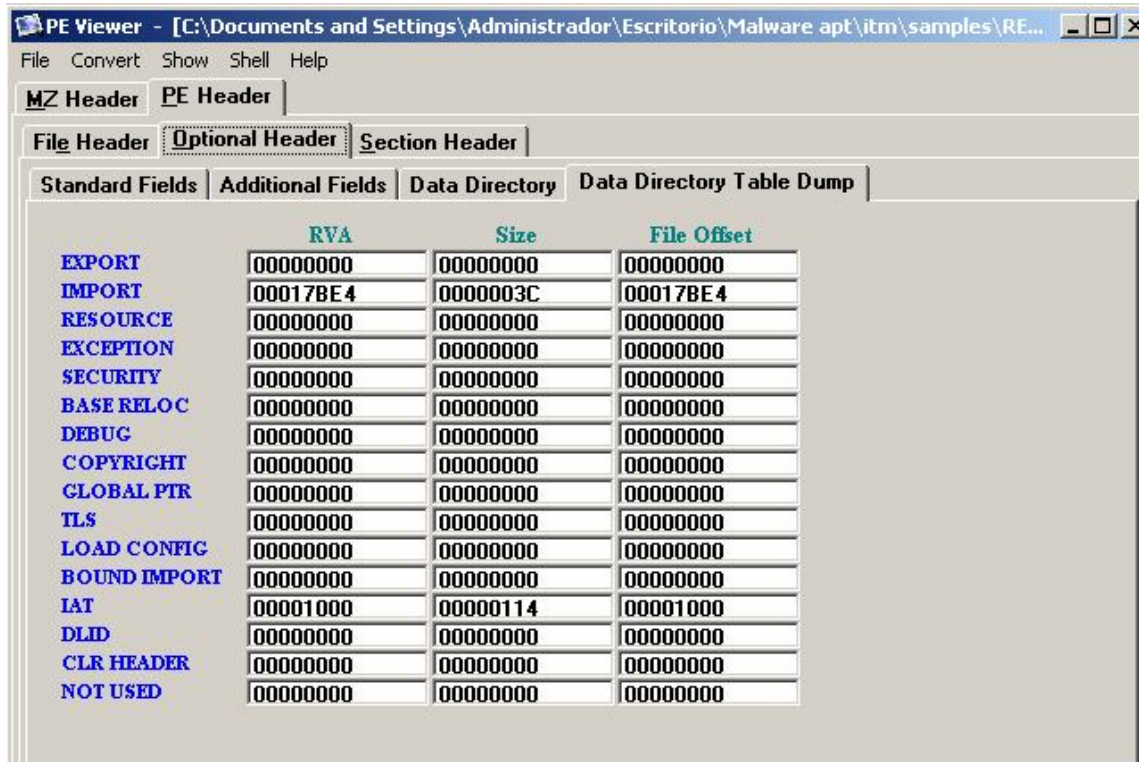 PE Viewer - [C:\Documents and Settings\Administrador\Escritorio\Malware apt\itm\samples\RE...
File Convert Show Shell Help
MZ Header PE Header
File Header Optional Header Section Header
Standard Fields Additional Fields Data Directory Data Directory Table Dump
RVA Size File Offset
EXPORT 00000000 00000000 00000000
IMPORT 00017BE4 0000003C 00017BE4
RESOURCE 00000000 00000000 00000000
EXCEPTION 00000000 00000000 00000000
SECURITY 00000000 00000000 00000000
BASE RELOC 00000000 00000000 00000000
DEBUG 00000000 00000000 00000000
COPYRIGHT 00000000 00000000 00000000
GLOBAL PTR 00000000 00000000 00000000
TLS 00000000 00000000 00000000
LOAD CONFIG 00000000 00000000 00000000
BOUND IMPORT 00000000 00000000 00000000
IAT 00001000 00000114 00001000
DLID 00000000 00000000 00000000
CLR HEADER 00000000 00000000 00000000
NOT USED 00000000 00000000 00000000